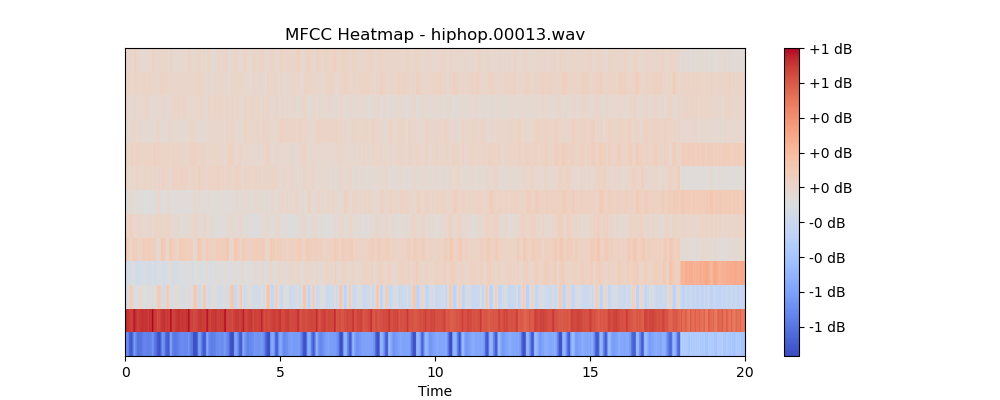 MFCC Heatmap - hiphop.00013.wav
+1 dB
+1 dB
+0 dB
+0 dB
+0 dB
-0 dB
-0 dB
-1 dB
-1 dB
0 5 10 15 20
Time